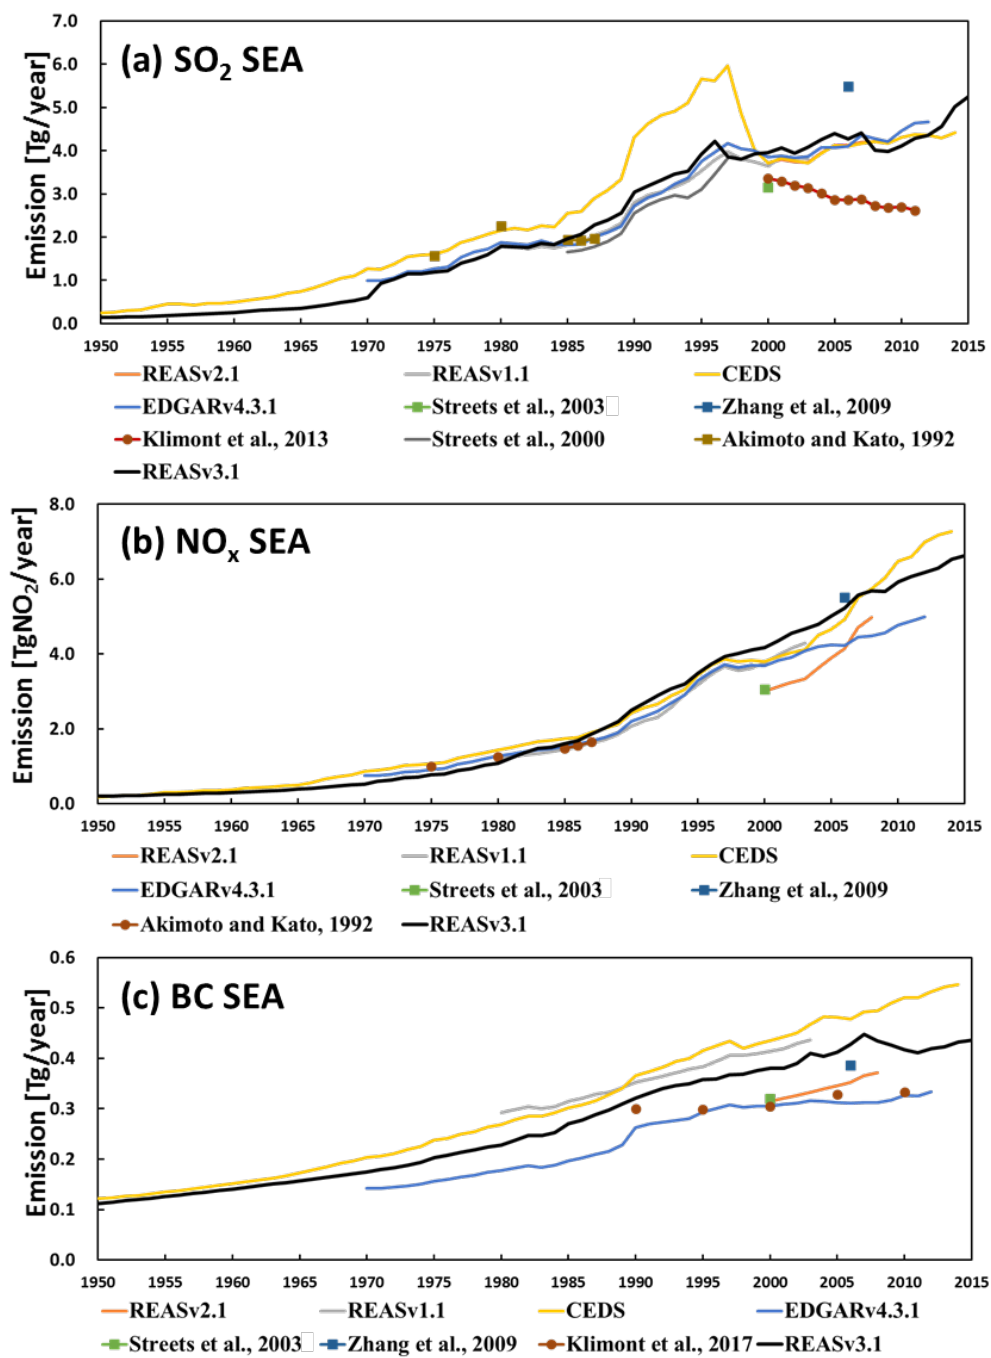 (a) SO2 SEA
Emission [Tg/year]
7.0
6.0
5.0
4.0
3.0
2.0
1.0
0.0
1950 1955 1960 1965 1970 1975 1980 1985 1990 1995 2000 2005 2010 2015
REASv2.1 REASv1.1 CEDS
EDGARv4.3.1 Streets et al., 2003 Zhang et al., 2009
Klimont et al., 2013 Streets et al., 2000 Akimoto and Kato, 1992
REASv3.1
(b) NOx SEA
Emission [TgNO2/year]
8.0
6.0
4.0
2.0
0.0
1950 1955 1960 1965 1970 1975 1980 1985 1990 1995 2000 2005 2010 2015
REASv2.1 REASv1.1 CEDS
EDGARv4.3.1 Streets et al., 2003 Zhang et al., 2009
Akimoto and Kato, 1992 REASv3.1
(c) BC SEA
Emission [Tg/year]
0.6
0.5
0.4
0.3
0.2
0.1
0.0
1950 1955 1960 1965 1970 1975 1980 1985 1990 1995 2000 2005 2010 2015
REASv2.1 REASv1.1 CEDS EDGARv4.3.1
Streets et al., 2003 Zhang et al., 2009 Klimont et al., 2017 REASv3.1